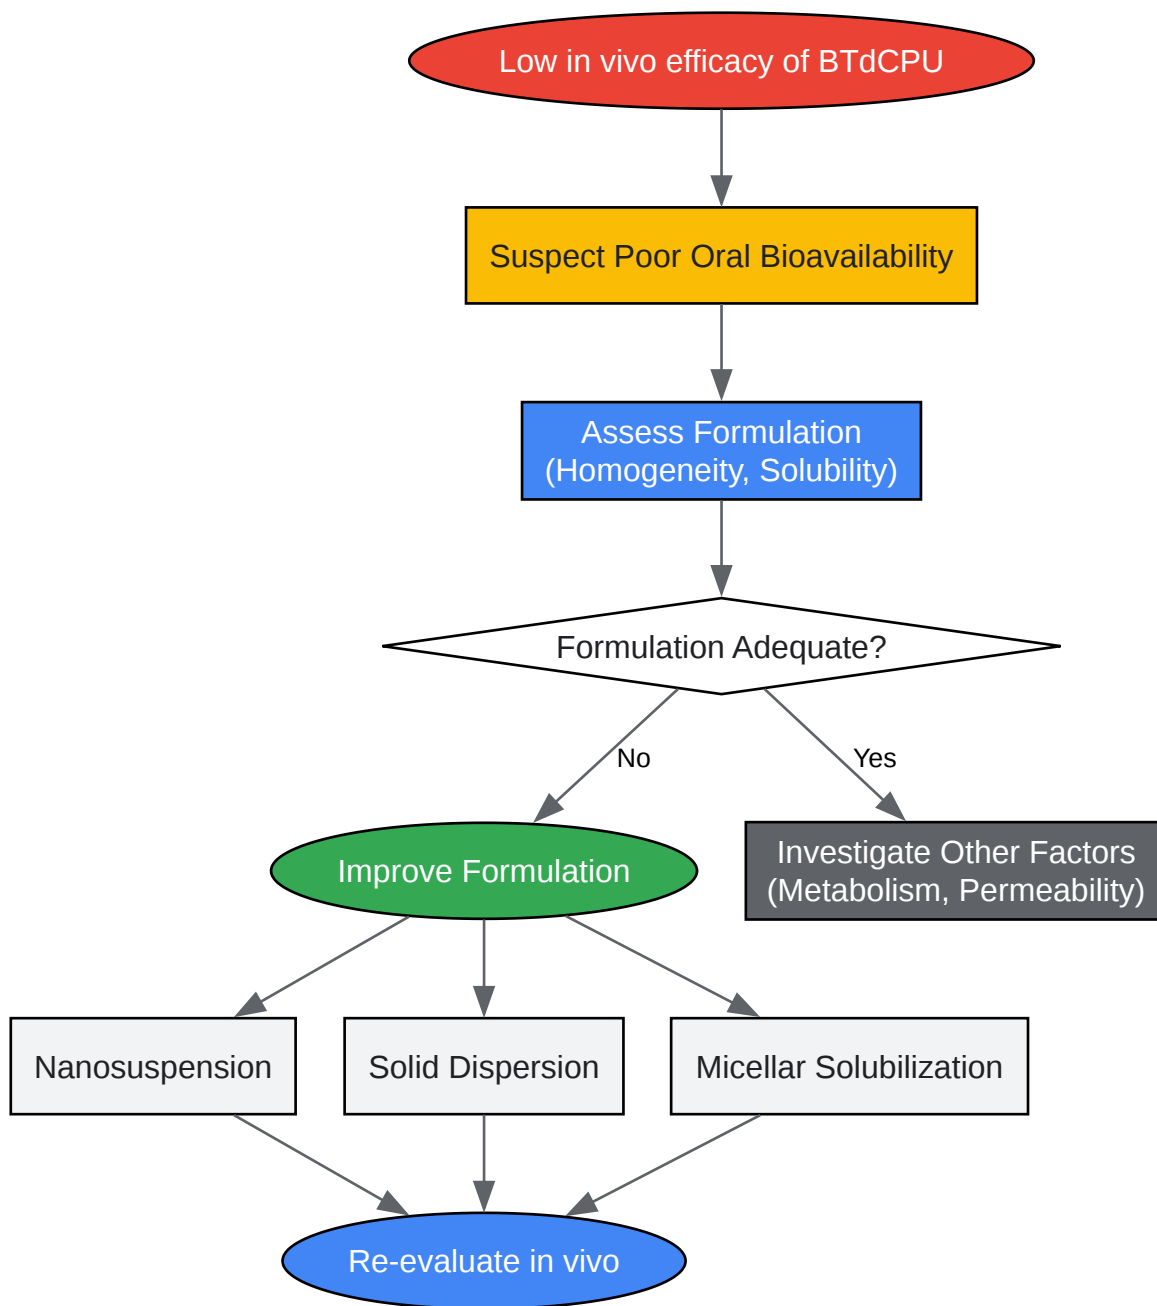 Low in vivo efficacy of BTdCPU
Suspect Poor Oral Bioavailability
Assess Formulation
(Homogeneity, Solubility)
Formulation Adequate?
No
Yes
Improve Formulation
Investigate Other Factors
(Metabolism, Permeability)
Nanosuspension
Solid Dispersion
Micellar Solubilization
Re-evaluate in vivo